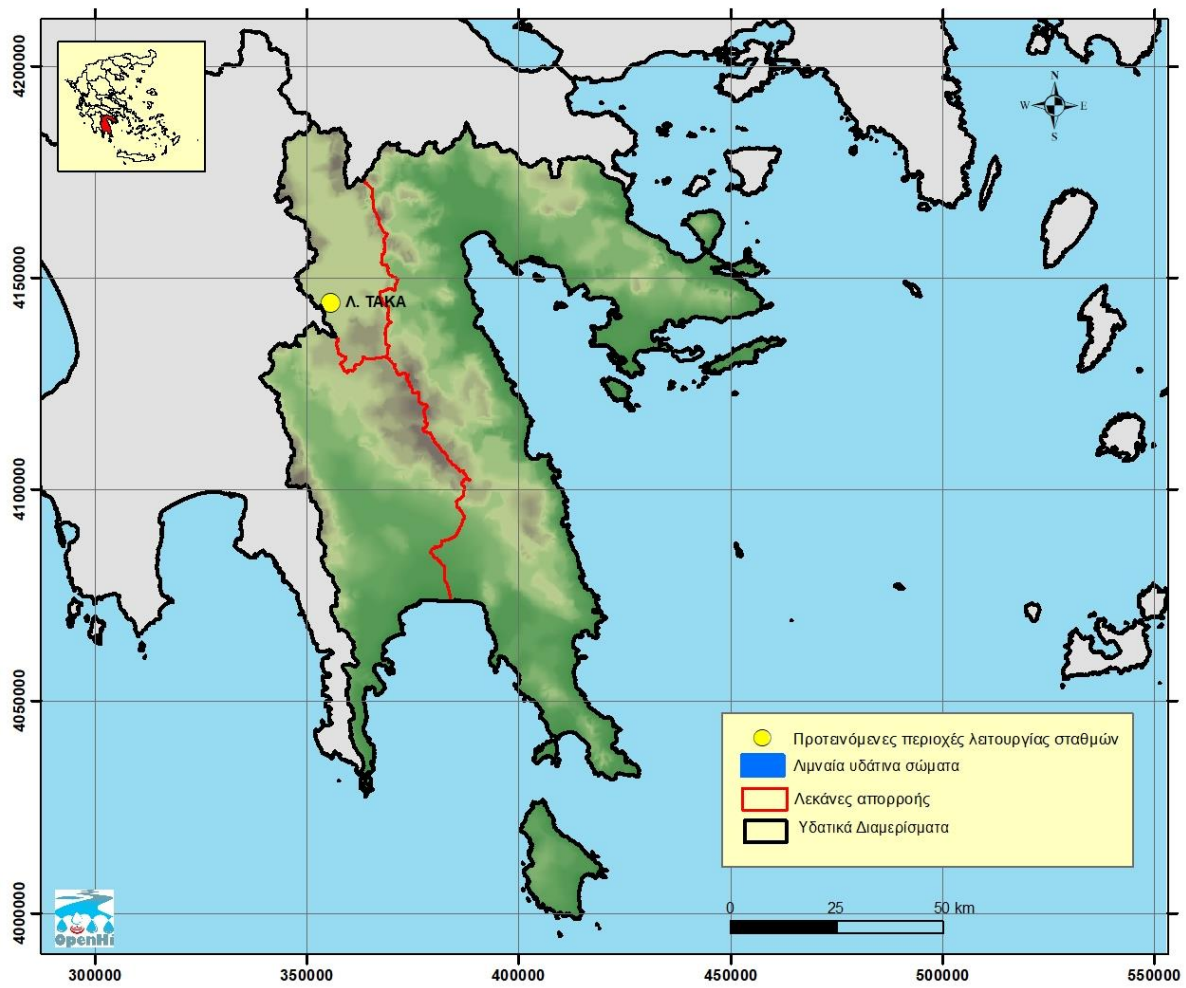 N
W E
S
4200000
4150000
4100000
4050000
4000000
Λ. ΤΑΚΑ
Προτεινόμενες περιοχές λειτουργίας σταθμών
Λιμναία υδάτινα σώματα
Λεκάνες απορροής
Υδατικά Διαμερίσματα
0 25 50 km
OpenHi
300000 350000 400000 450000 500000 550000